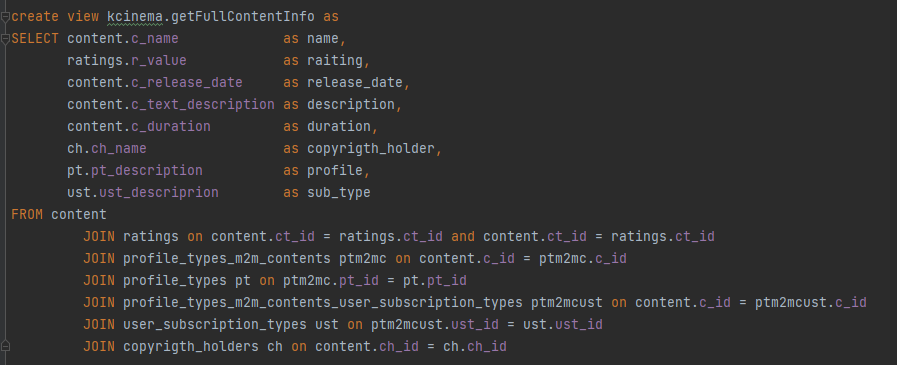 create view kcinema.getFullContentInfo as
SELECT content.c_name as name,
ratings.r_value as raiting,
content.c_release_date as release_date,
content.c_text_description as description,
content.c_duration as duration,
ch.ch_name as copyrigth_holder,
pt.pt_description as profile,
ust.ust_descriprion as sub_type
FROM content
JOIN ratings on content.ct_id = ratings.ct_id and content.ct_id = ratings.ct_id
JOIN profile_types_m2m_contents ptm2mc on content.c_id = ptm2mc.c_id
JOIN profile_types pt on ptm2mc.pt_id = pt.pt_id
JOIN profile_types_m2m_contents_user_subscription_types ptm2mcust on content.c_id = ptm2mcust.c_id
JOIN user_subscription_types ust on ptm2mcust.ust_id = ust.ust_id
JOIN copyrigth_holders ch on content.ch_id = ch.ch_id